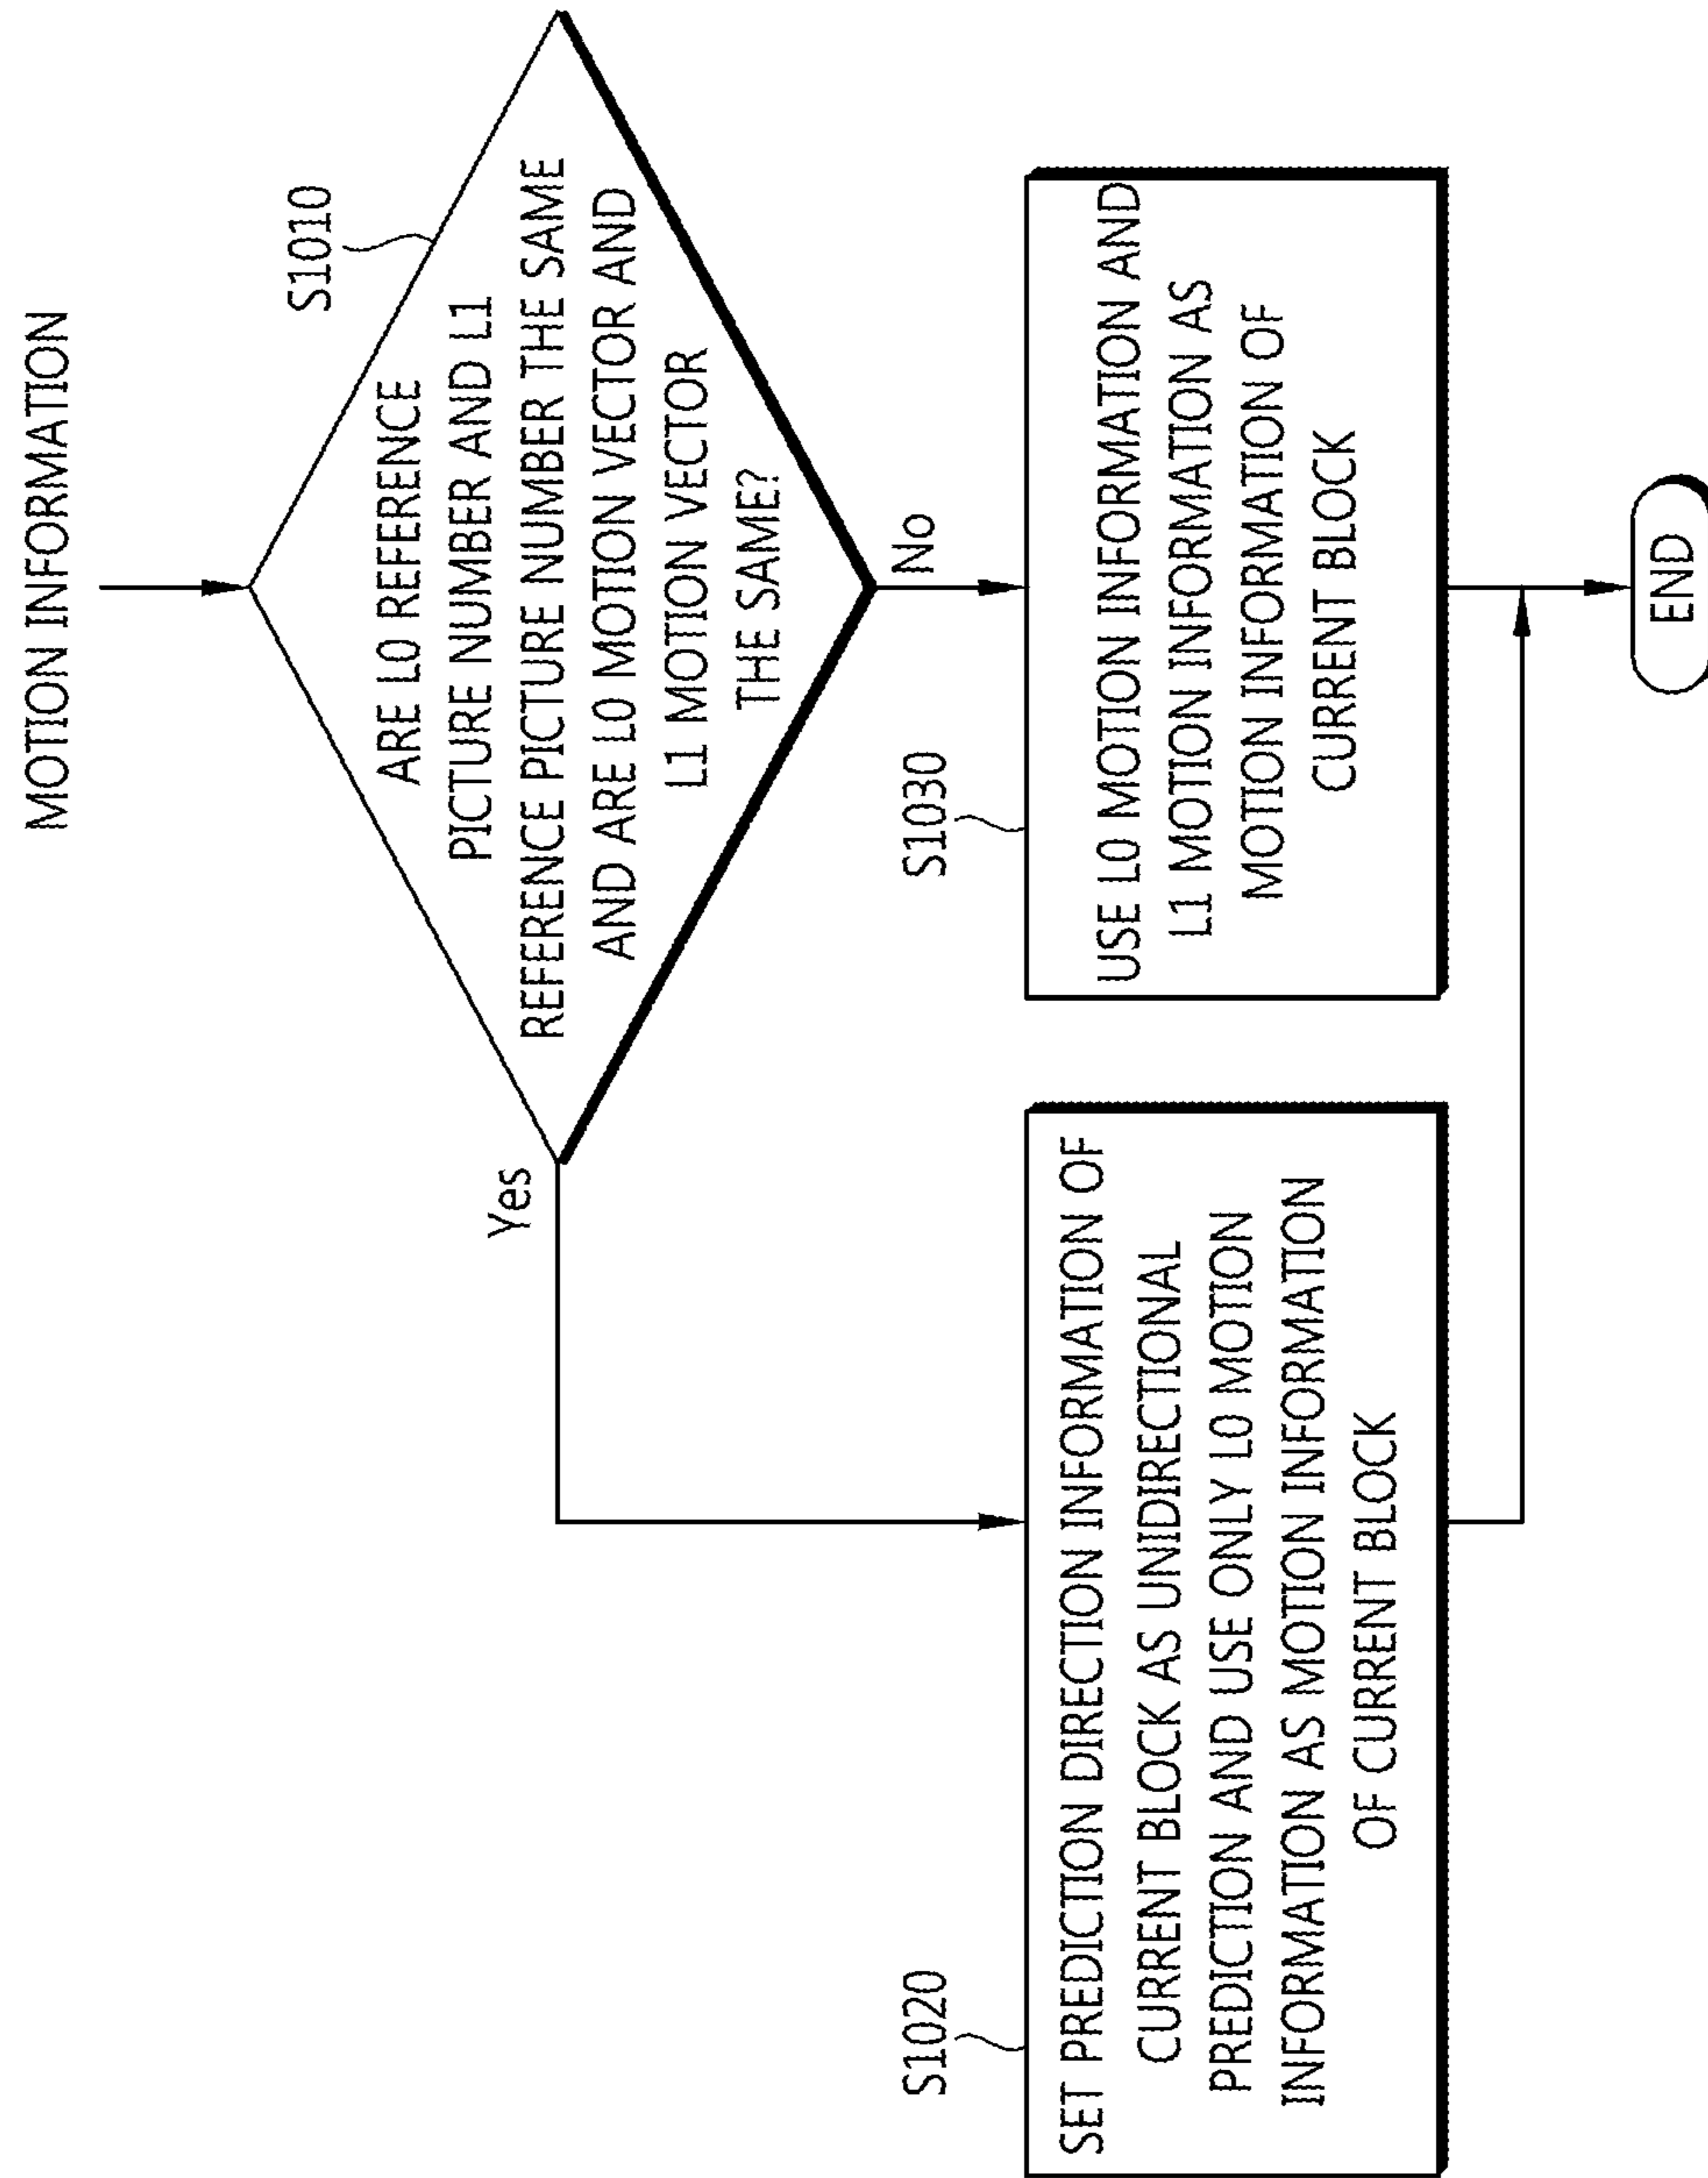 MOTION INFORMATION
S1010
ARE L0 REFERENCE
PICTURE NUMBER AND L1
REFERENCE PICTURE NUMBER THE SAME
AND ARE L0 MOTION VECTOR AND
L1 MOTION VECTOR
THE SAME?
Yes
No
S1020
SET PREDICTION DIRECTION INFORMATION OF
CURRENT BLOCK AS UNIDIRECTIONAL
PREDICTION AND USE ONLY L0 MOTION
INFORMATION AS MOTION INFORMATION
OF CURRENT BLOCK
S1030
USE L0 MOTION INFORMATION AND
L1 MOTION INFORMATION AS
MOTION INFORMATION OF
CURRENT BLOCK
END